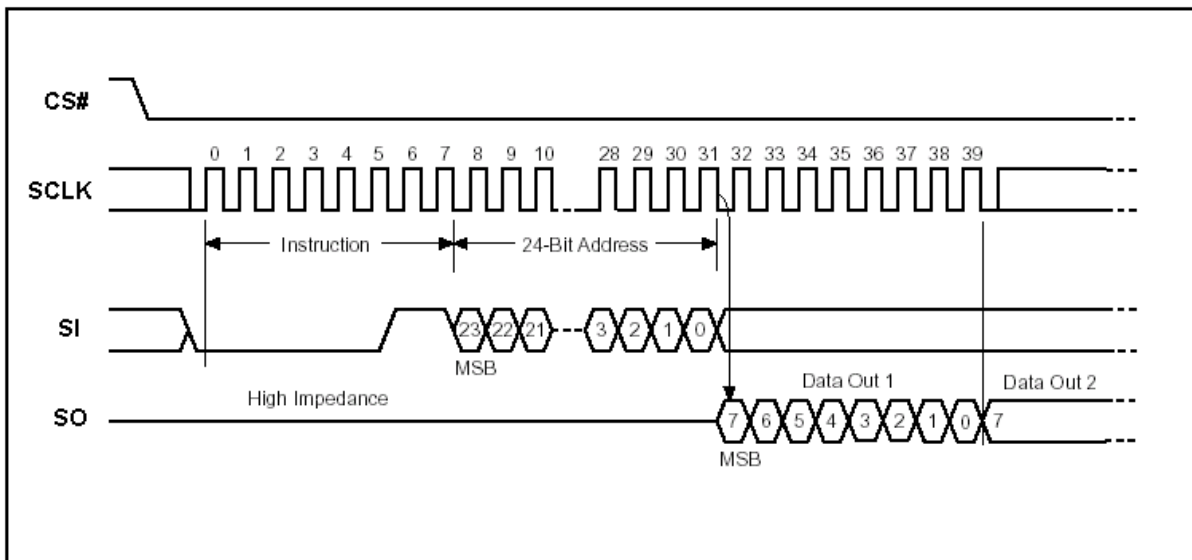 CS#
0 1 2 3 4 5 6 7 8 9 10 28 29 30 31 32 33 34 35 36 37 38 39
SCLK
Instruction 24-Bit Address
SI
23 22 21 3 2 1 0
MSB
High Impedance
Data Out 1 Data Out 2
SO
7 6 5 4 3 2 1 0 7
MSB